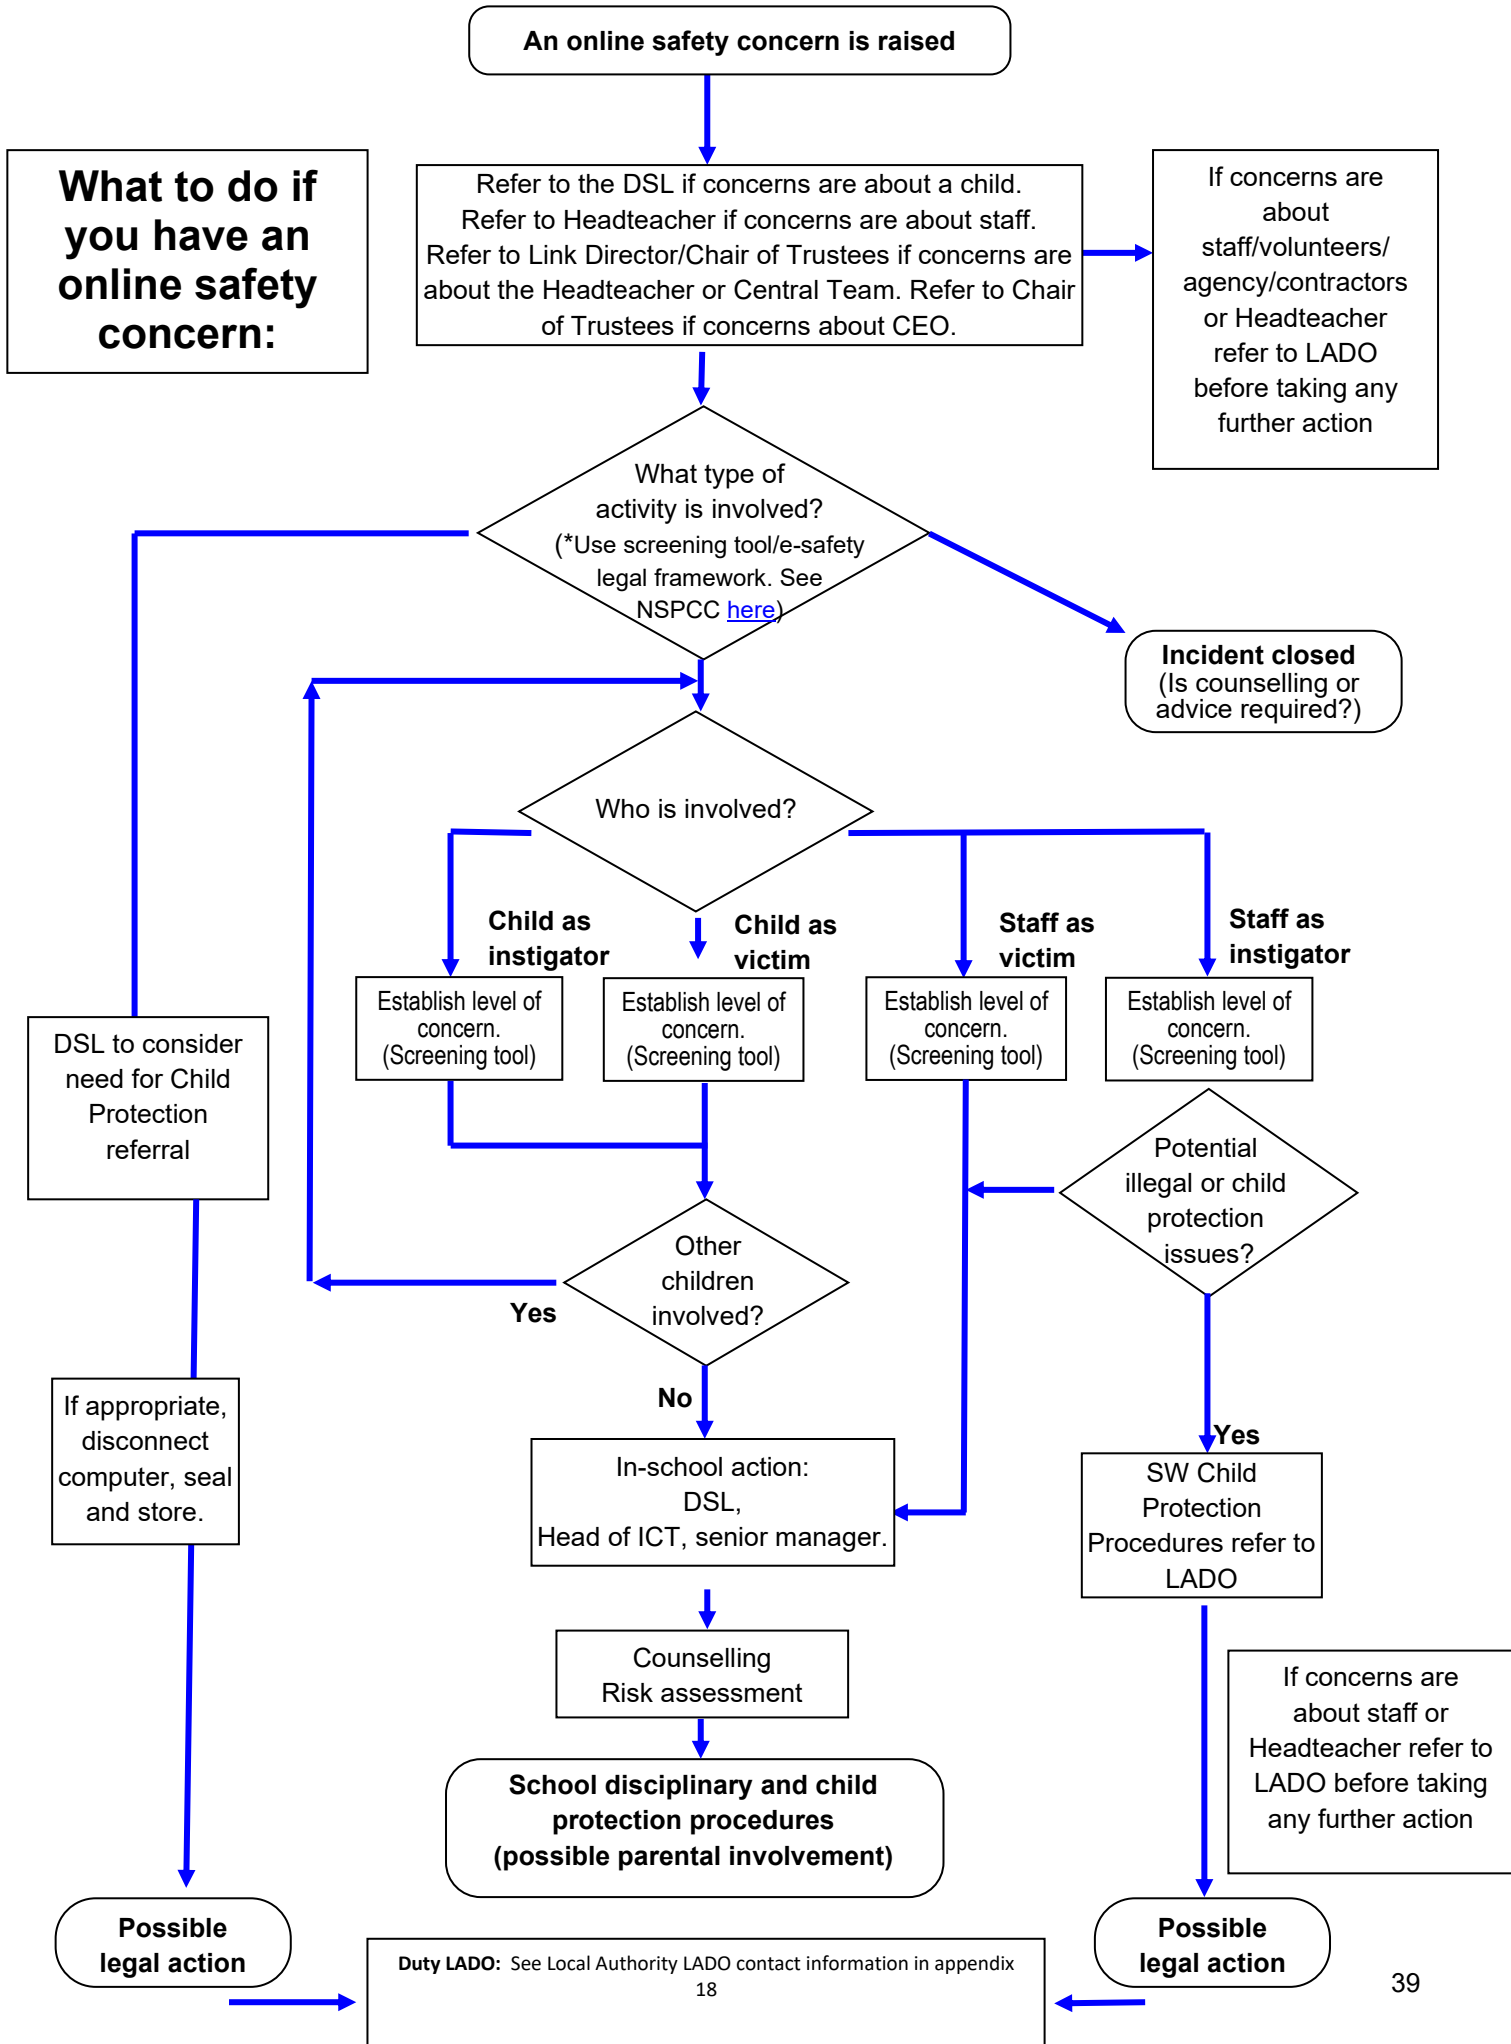 An online safety concern is raised
What to do if
you have an
online safety
concern:
Refer to the DSL if concerns are about a child.
Refer to Headteacher if concerns are about staff.
Refer to Link Director/Chair of Trustees if concerns are
about the Headteacher or Central Team. Refer to Chair
of Trustees if concerns about CEO.
If concerns are
about
staff/volunteers/
agency/contractors
or Headteacher
refer to LADO
before taking any
further action
What type of
activity is involved?
(*Use screening tool/e-safety
legal framework. See
NSPCC here)
Incident closed
(Is counselling or
advice required?)
Who is involved?
Child as
instigator
Child as
victim
Staff as
victim
Staff as
instigator
Establish level of
concern.
(Screening tool)
Establish level of
concern.
(Screening tool)
Establish level of
concern.
(Screening tool)
Establish level of
concern.
(Screening tool)
DSL to consider
need for Child
Protection
referral
Potential
illegal or child
protection
issues?
Other
children
involved?
Yes
No
If appropriate,
disconnect
computer, seal
and store.
In-school action:
DSL,
Head of ICT, senior manager.
Yes
SW Child
Protection
Procedures refer to
LADO
Counselling
Risk assessment
If concerns are
about staff or
Headteacher refer to
LADO before taking
any further action
School disciplinary and child
protection procedures
(possible parental involvement)
Possible
legal action
Possible
legal action
Duty LADO: See Local Authority LADO contact information in appendix
18
39